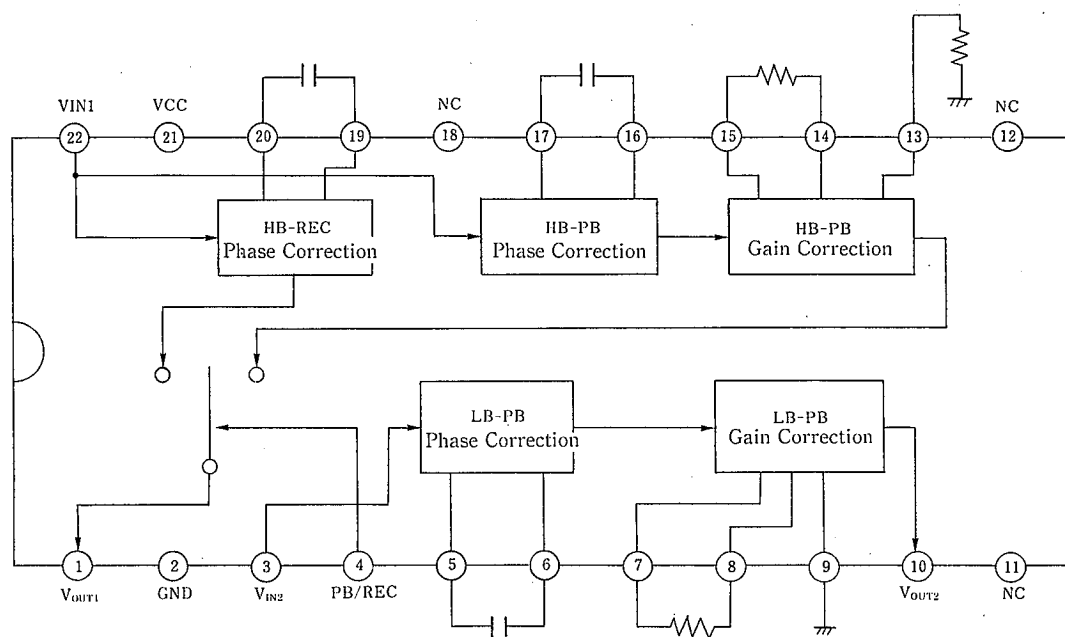 VIN1 VCC NC NC
22 21 20 19 18 17 16 15 14 13 12
HB-REC
Phase Correction
HB-PB
Phase Correction
HB-PB
Gain Correction
LB-PB
Phase Correction
LB-PB
Gain Correction
1 2 3 4 5 6 7 8 9 10 11
VOUT1 GND VIN2 PB/REC VOUT2 NC